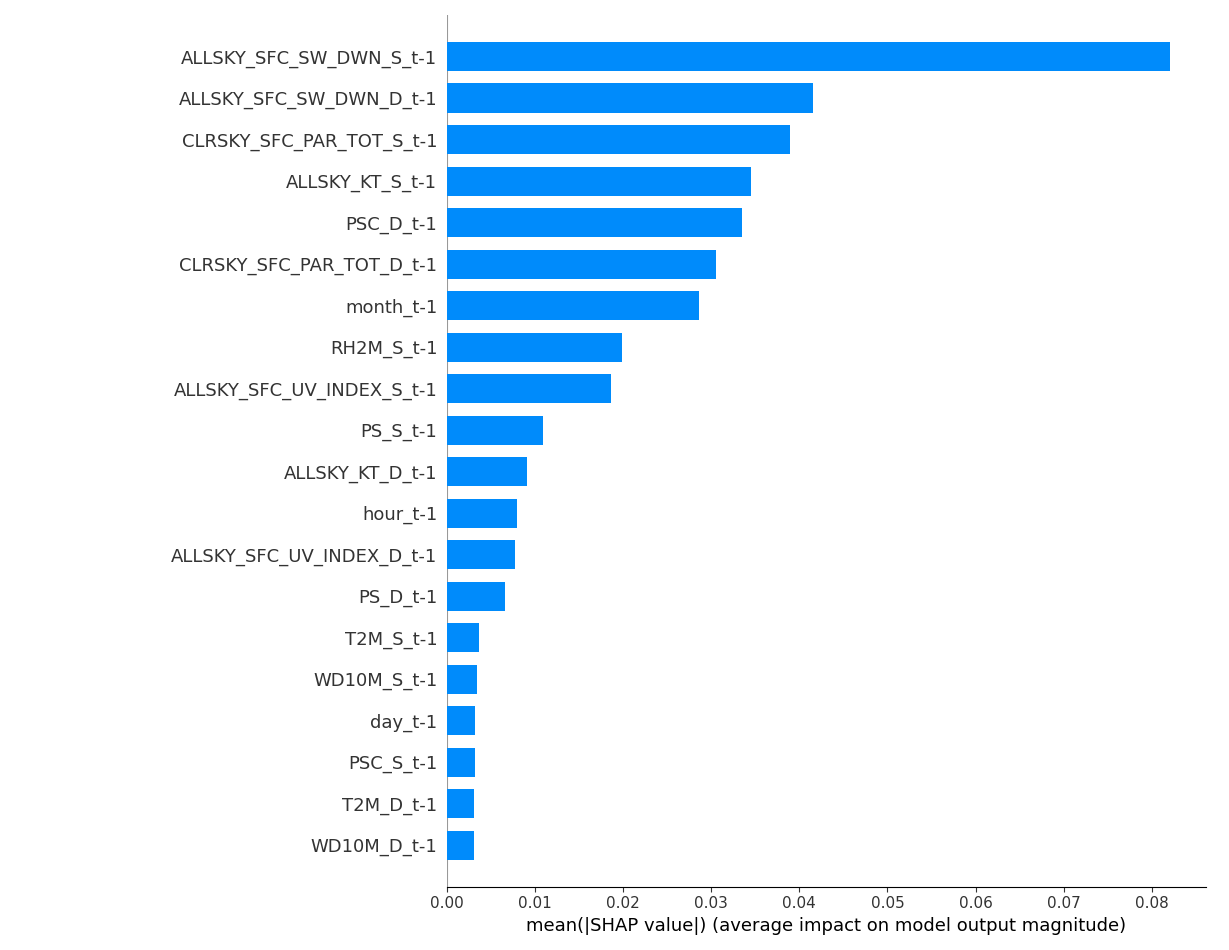 ALLSKY_SFC_SW_DWN_S_t-1
ALLSKY_SFC_SW_DWN_D_t-1
CLRSKY_SFC_PAR_TOT_S_t-1
ALLSKY_KT_S_t-1
PSC_D_t-1
CLRSKY_SFC_PAR_TOT_D_t-1
month_t-1
RH2M_S_t-1
ALLSKY_SFC_UV_INDEX_S_t-1
PS_S_t-1
ALLSKY_KT_D_t-1
hour_t-1
ALLSKY_SFC_UV_INDEX_D_t-1
PS_D_t-1
T2M_S_t-1
WD10M_S_t-1
day_t-1
PSC_S_t-1
T2M_D_t-1
WD10M_D_t-1
0.00 0.01 0.02 0.03 0.04 0.05 0.06 0.07 0.08
mean(|SHAP value|) (average impact on model output magnitude)